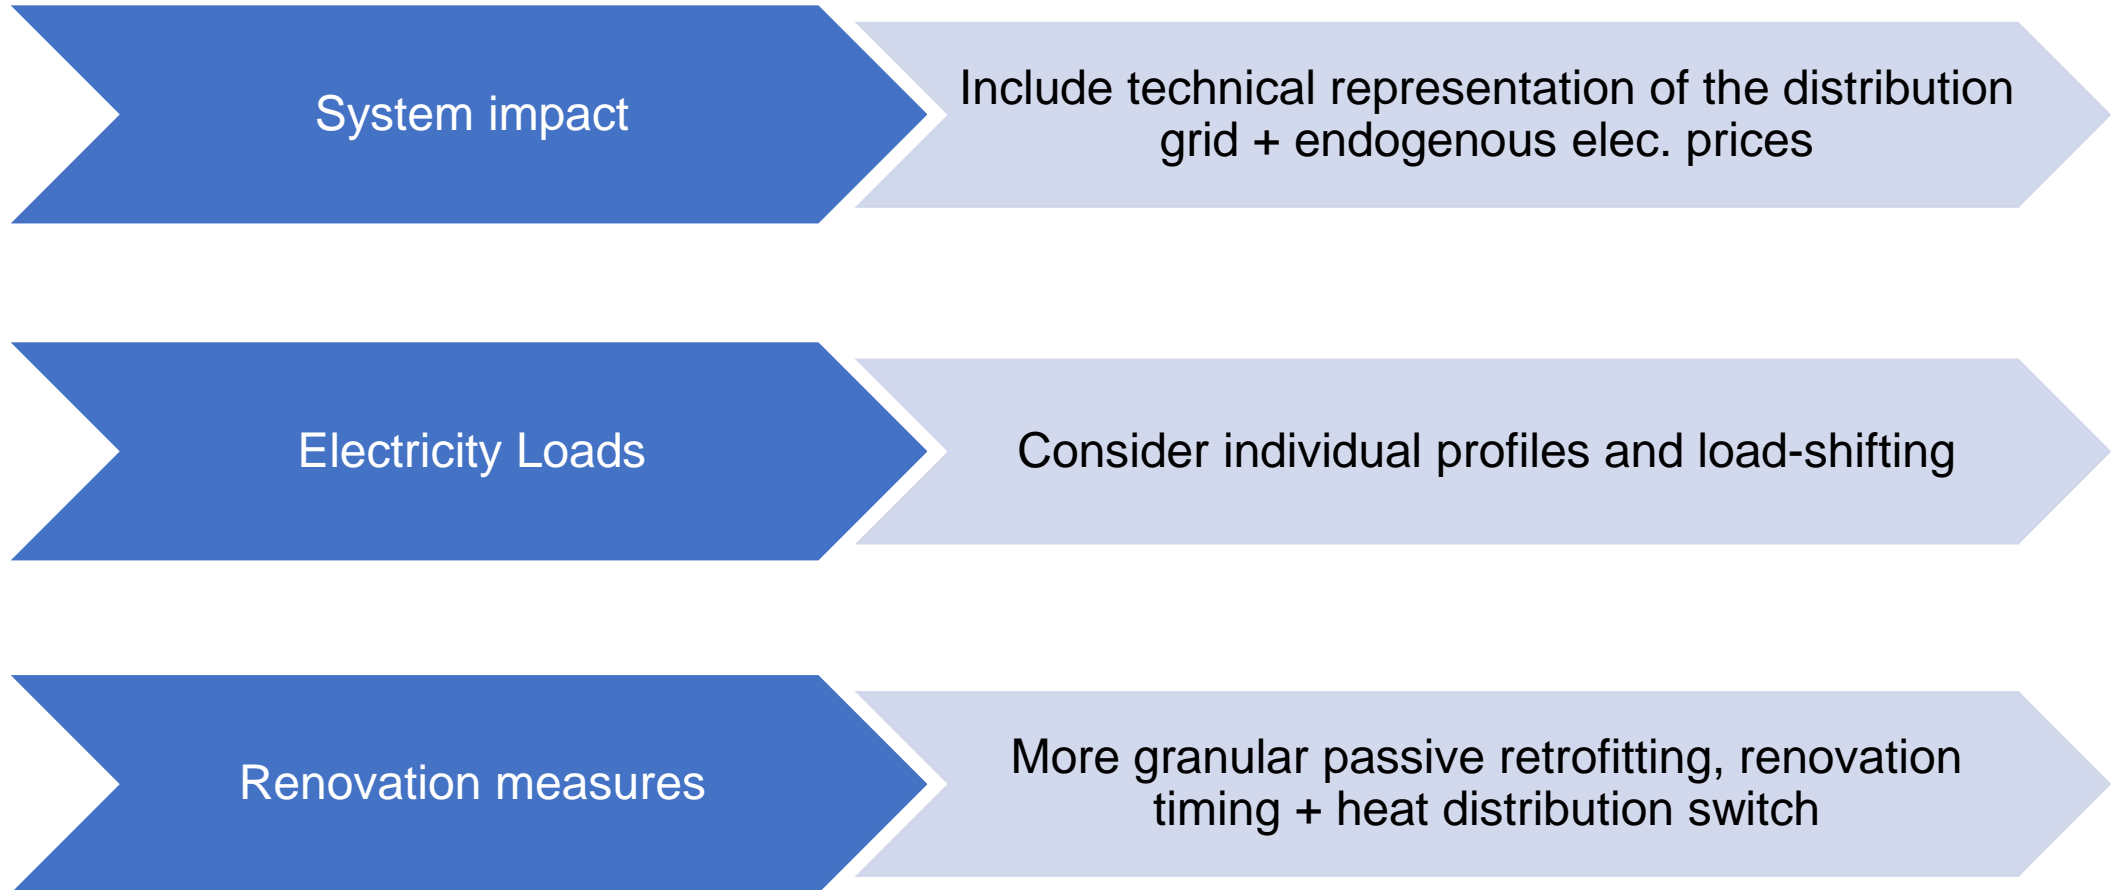 System impact
Include technical representation of the distribution
grid + endogenous elec. prices
Electricity Loads
Consider individual profiles and load-shifting
Renovation measures
More granular passive retrofitting, renovation
timing + heat distribution switch